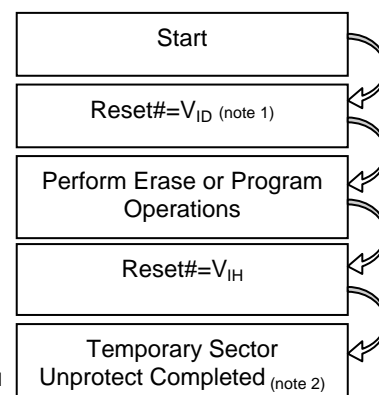 Start
Reset#=VID (note 1)
Perform Erase or Program
Operations
Reset#=VIH
Temporary Sector
Unprotect Completed (note 2)